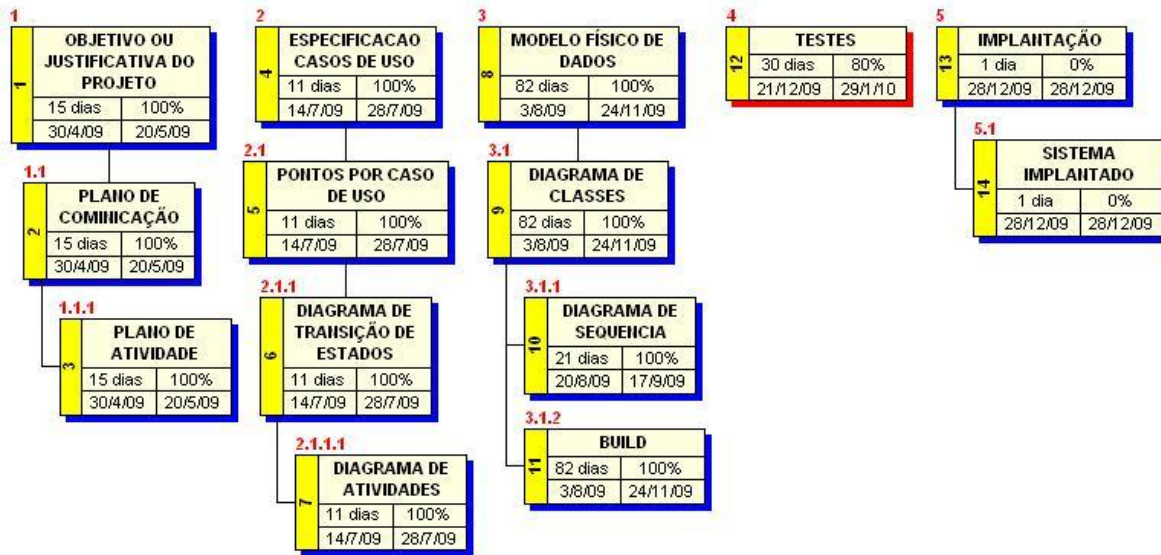 1
1
OBJETIVO OU
JUSTIFICATIVA DO
PROJETO
15 dias 100%
30/4/09 20/5/09
1.1
2
PLANO DE
COMINICAÇÃO
15 dias 100%
30/4/09 20/5/09
1.1.1
3
PLANO DE
ATIVIDADE
15 dias 100%
30/4/09 20/5/09
2
4
ESPECIFICACAO
CASOS DE USO
11 dias 100%
14/7/09 28/7/09
2.1
5
PONTOS POR CASO
DE USO
11 dias 100%
14/7/09 28/7/09
2.1.1
6
DIAGRAMA DE
TRANSIÇÃO DE
ESTADOS
11 dias 100%
14/7/09 28/7/09
2.1.1.1
7
DIAGRAMA DE
ATIVIDADES
11 dias 100%
14/7/09 28/7/09
3
8
MODELO FÍSICO DE
DADOS
82 dias 100%
3/8/09 24/11/09
3.1
9
DIAGRAMA DE
CLASSES
82 dias 100%
3/8/09 24/11/09
3.1.1
10
DIAGRAMA DE
SEQUENCIA
21 dias 100%
20/8/09 17/9/09
3.1.2
11
BUILD
82 dias 100%
3/8/09 24/11/09
4
12
TESTES
30 dias 80%
21/12/09 29/1/10
5
13
IMPLANTAÇÃO
1 dia 0%
28/12/09 28/12/09
5.1
14
SISTEMA
IMPLANTADO
1 dia 0%
28/12/09 28/12/09